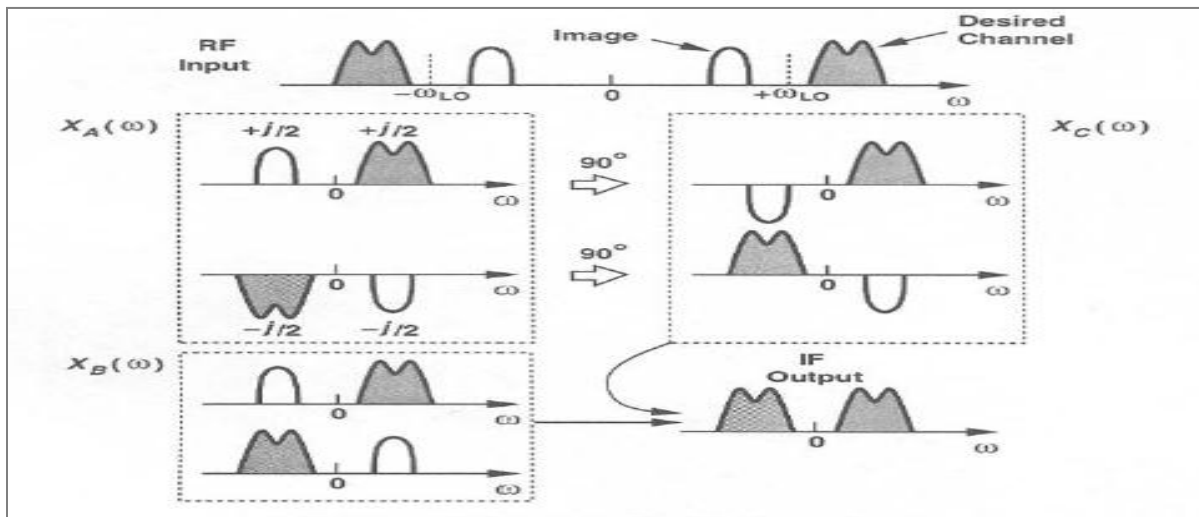 RF
Input
Image
Desired
Channel
−ωLO
0
+ωLO
ω
XA(ω)
+j/2
+j/2
0
ω
90°
XC(ω)
0
ω
0
ω
−j/2
−j/2
90°
0
ω
XB(ω)
0
ω
0
ω
IF
Output
0
ω